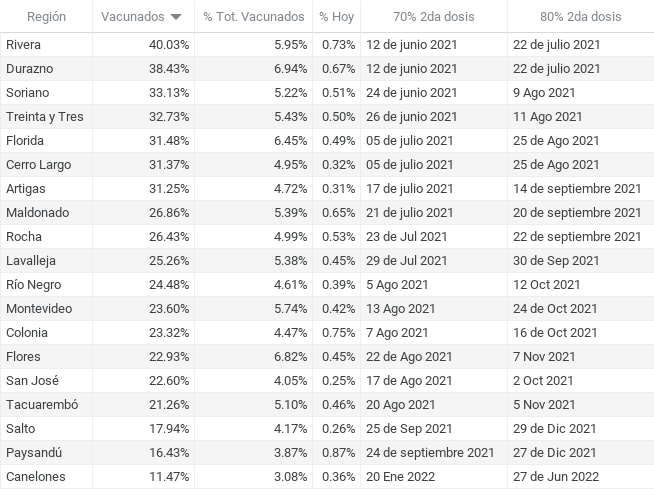 Región Vacunados % Tot. Vacunados % Hoy 70% 2da dosis 80% 2da dosis
Rivera 40.03% 5.95% 0.73% 12 de junio 2021 22 de julio 2021
Durazno 38.43% 6.94% 0.67% 12 de junio 2021 22 de julio 2021
Soriano 33.13% 5.22% 0.51% 24 de junio 2021 9 Ago 2021
Treinta y Tres 32.73% 5.43% 0.50% 26 de junio 2021 11 Ago 2021
Florida 31.48% 6.45% 0.49% 05 de julio 2021 25 de Ago 2021
Cerro Largo 31.37% 4.95% 0.32% 05 de julio 2021 25 de Ago 2021
Artigas 31.25% 4.72% 0.31% 17 de julio 2021 14 de septiembre 2021
Maldonado 26.86% 5.39% 0.65% 21 de julio 2021 20 de septiembre 2021
Rocha 26.43% 4.99% 0.53% 23 de Jul 2021 22 de septiembre 2021
Lavalleja 25.26% 5.38% 0.45% 29 de Jul 2021 30 de Sep 2021
Río Negro 24.48% 4.61% 0.39% 5 Ago 2021 12 Oct 2021
Montevideo 23.60% 5.74% 0.42% 13 Ago 2021 24 de Oct 2021
Colonia 23.32% 4.47% 0.75% 7 Ago 2021 16 de Oct 2021
Flores 22.93% 6.82% 0.45% 22 de Ago 2021 7 Nov 2021
San José 22.60% 4.05% 0.25% 17 de Ago 2021 2 Oct 2021
Tacuarembó 21.26% 5.10% 0.46% 20 Ago 2021 5 Nov 2021
Salto 17.94% 4.17% 0.26% 25 de Sep 2021 29 de Dic 2021
Paysandú 16.43% 3.87% 0.87% 24 de septiembre 2021 27 de Dic 2021
Canelones 11.47% 3.08% 0.36% 20 Ene 2022 27 de Jun 2022